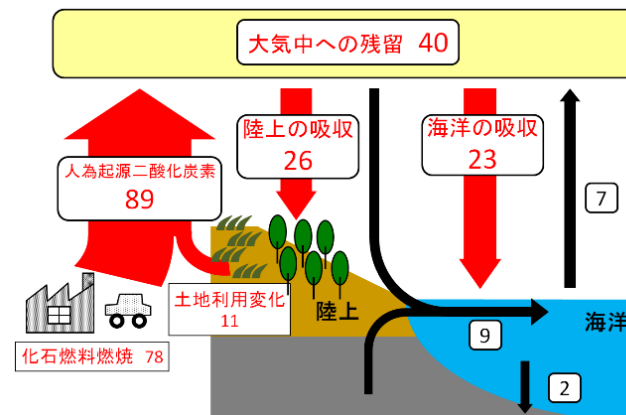 大気中への残留 40
陸上の吸収
26
海洋の吸収
23
人為起源二酸化炭素
89
7
土地利用変化
11
陸上
海洋
9
化石燃料燃焼 78
2